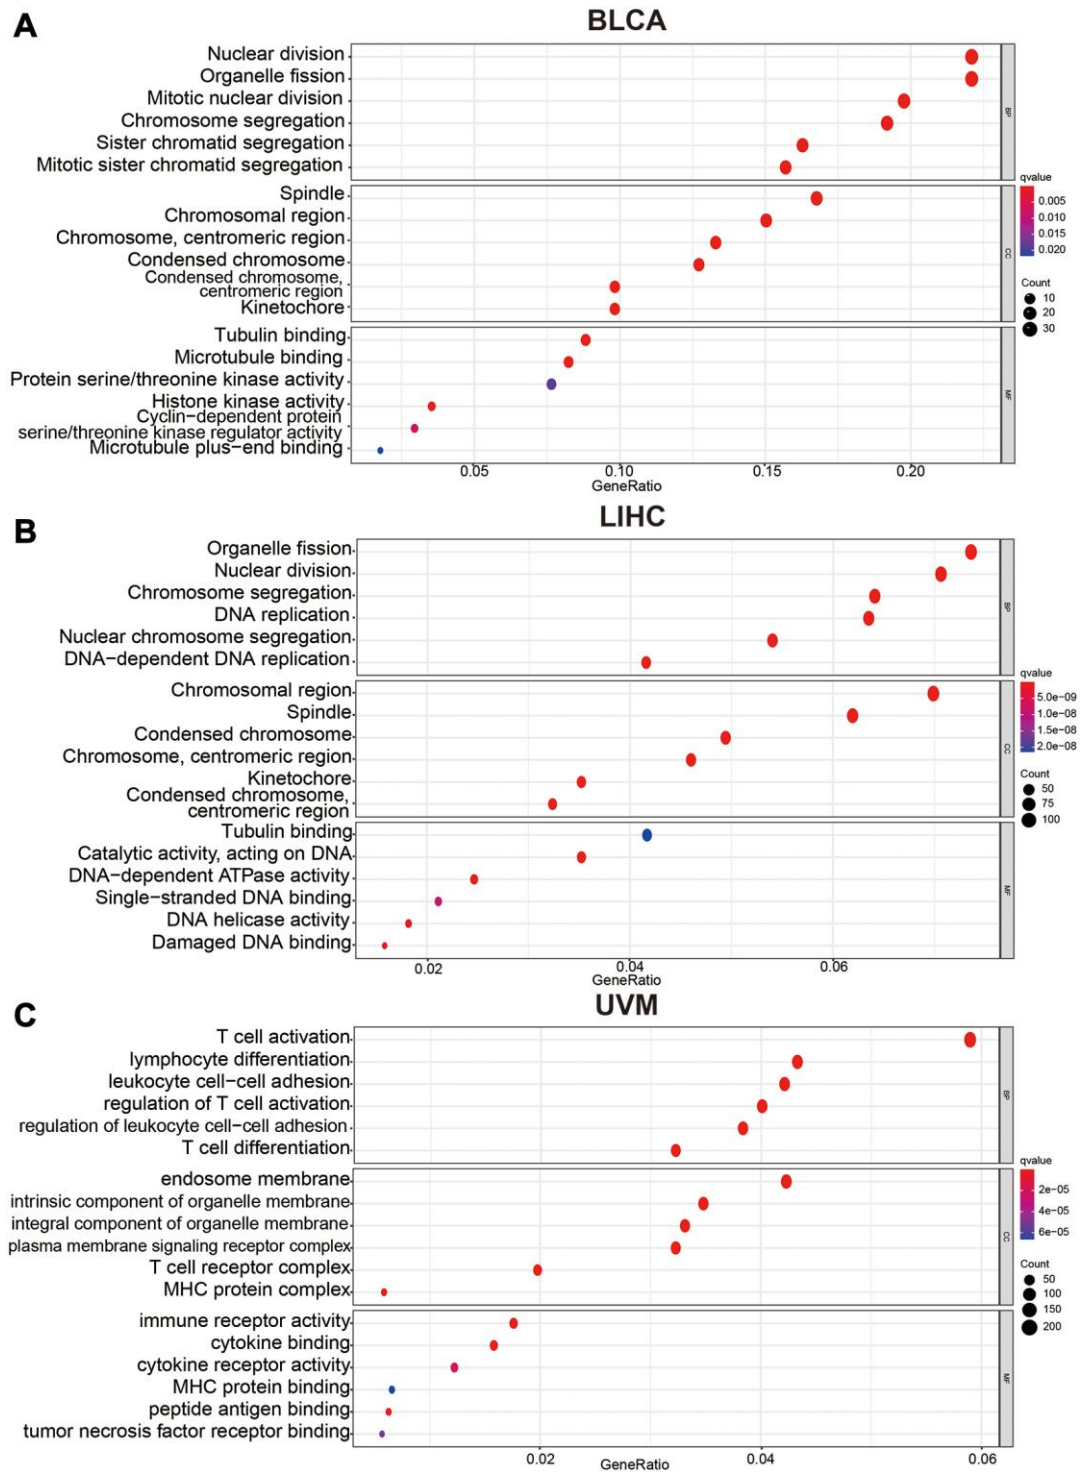 A
BLCA
Nuclear division
Organelle fission
Mitotic nuclear division
Chromosome segregation
Sister chromatid segregation
Mitotic sister chromatid segregation
BP
Spindle
Chromosomal region
Chromosome, centromeric region
Condensed chromosome
Condensed chromosome,
centromeric region
Kinetochore
CC
Tubulin binding
Microtubule binding
Protein serine/threonine kinase activity
Histone kinase activity
Cyclin−dependent protein
serine/threonine kinase regulator activity
Microtubule plus−end binding
MF
qvalue
0.005
0.010
0.015
0.020
Count
10
20
30
0.05 0.10 0.15 0.20
GeneRatio
B
LIHC
Organelle fission
Nuclear division
Chromosome segregation
DNA replication
Nuclear chromosome segregation
DNA−dependent DNA replication
BP
Chromosomal region
Spindle
Condensed chromosome
Chromosome, centromeric region
Kinetochore
Condensed chromosome,
centromeric region
CC
Tubulin binding
Catalytic activity, acting on DNA
DNA−dependent ATPase activity
Single−stranded DNA binding
DNA helicase activity
Damaged DNA binding
MF
qvalue
5.0e−09
1.0e−08
1.5e−08
2.0e−08
Count
50
75
100
0.02 0.04 0.06
GeneRatio
C
UVM
T cell activation
lymphocyte differentiation
leukocyte cell−cell adhesion
regulation of T cell activation
regulation of leukocyte cell−cell adhesion
T cell differentiation
BP
endosome membrane
intrinsic component of organelle membrane
integral component of organelle membrane
plasma membrane signaling receptor complex
T cell receptor complex
MHC protein complex
CC
immune receptor activity
cytokine binding
cytokine receptor activity
MHC protein binding
peptide antigen binding
tumor necrosis factor receptor binding
MF
qvalue
2e−05
4e−05
6e−05
Count
50
100
150
200
0.02 0.04 0.06
GeneRatio